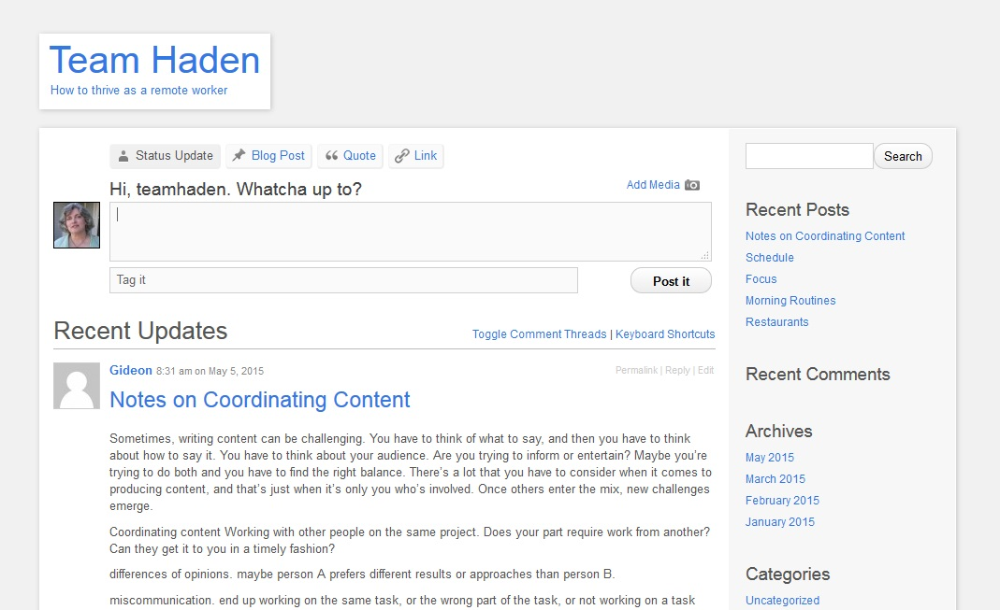 Team Haden
How to thrive as a remote worker
Status Update
Blog Post
Quote
Link
Hi, teamhaden. Whatcha up to?
Add Media
Tag it
Post it
Recent Updates
Toggle Comment Threads | Keyboard Shortcuts
Gideon 8:31 am on May 5, 2015
Permalink | Reply | Edit
Notes on Coordinating Content
Sometimes, writing content can be challenging. You have to think of what to say, and then you have to think
about how to say it. You have to think about your audience. Are you trying to inform or entertain? Maybe you're
trying to do both and you have to find the right balance. There's a lot that you have to consider when it comes to
producing content, and that's just when it's only you who's involved. Once others enter the mix, new challenges
emerge.
Coordinating content Working with other people on the same project. Does your part require work from another?
Can they get it to you in a timely fashion?
differences of opinions. maybe person A prefers different results or approaches than person B.
miscommunication. end up working on the same task, or the wrong part of the task, or not working on a task
Search
Recent Posts
Notes on Coordinating Content
Schedule
Focus
Morning Routines
Restaurants
Recent Comments
Archives
May 2015
March 2015
February 2015
January 2015
Categories
Uncategorized